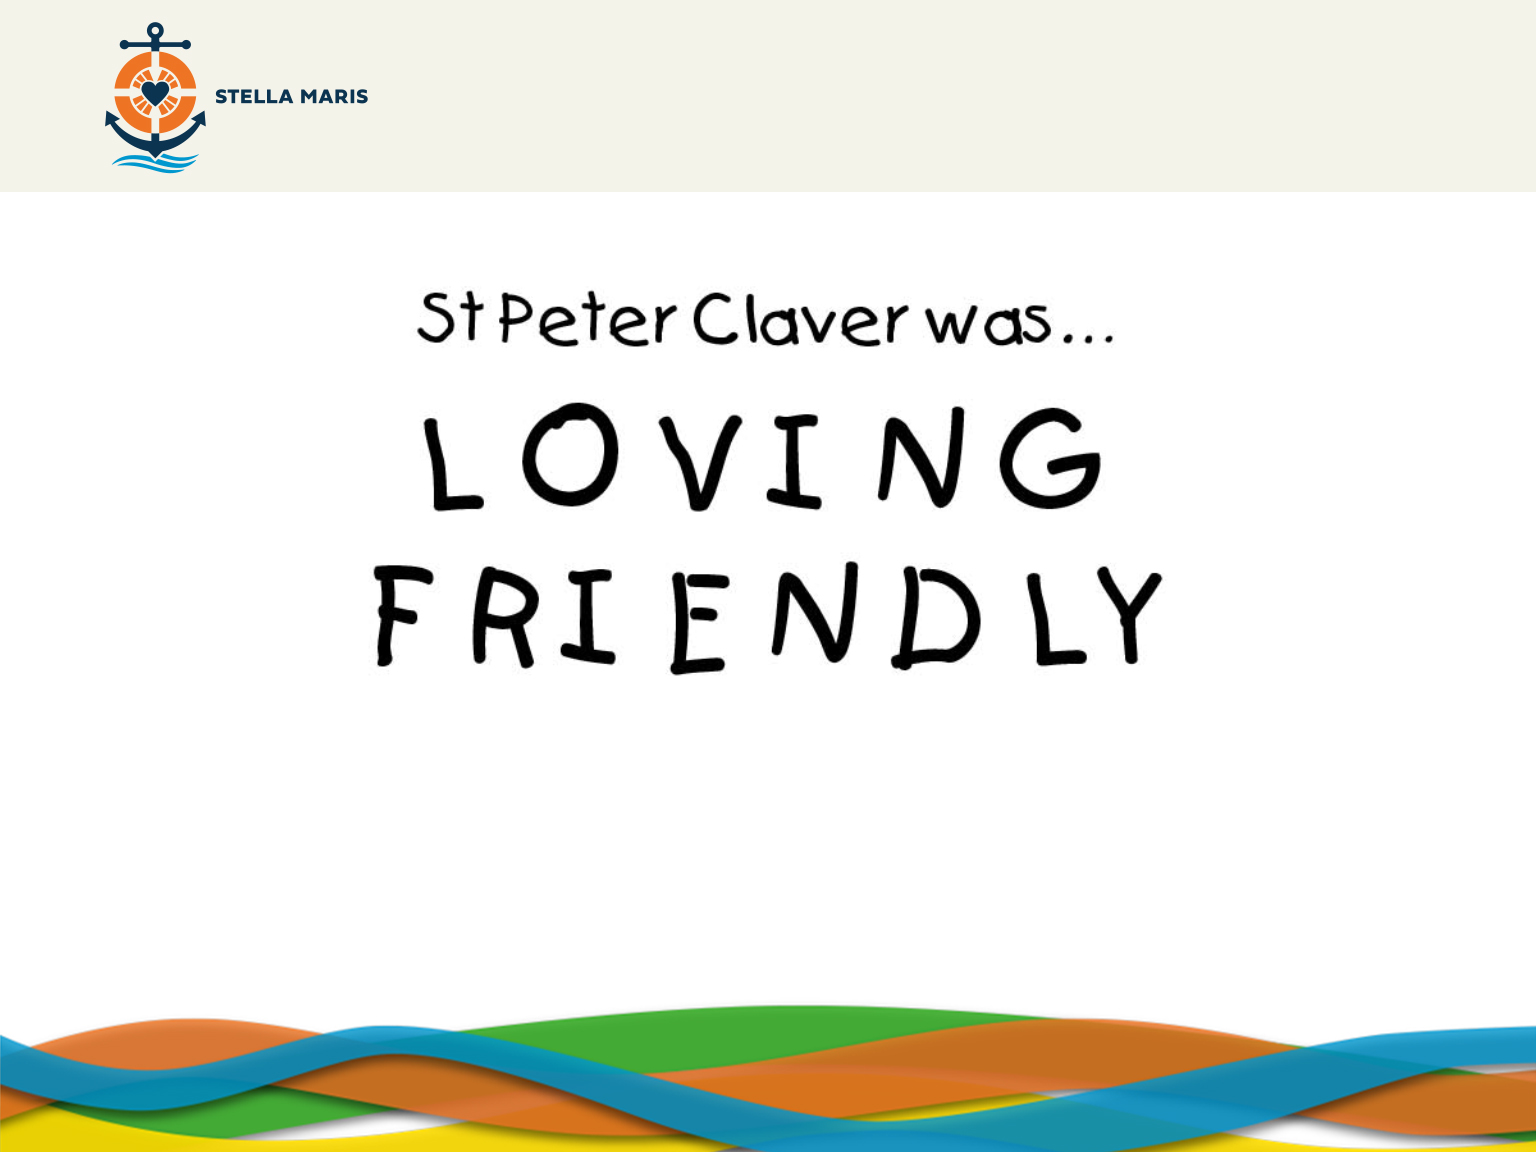 STELLA MARIS
St Peter Claver was...
LOVING
FRIENDLY